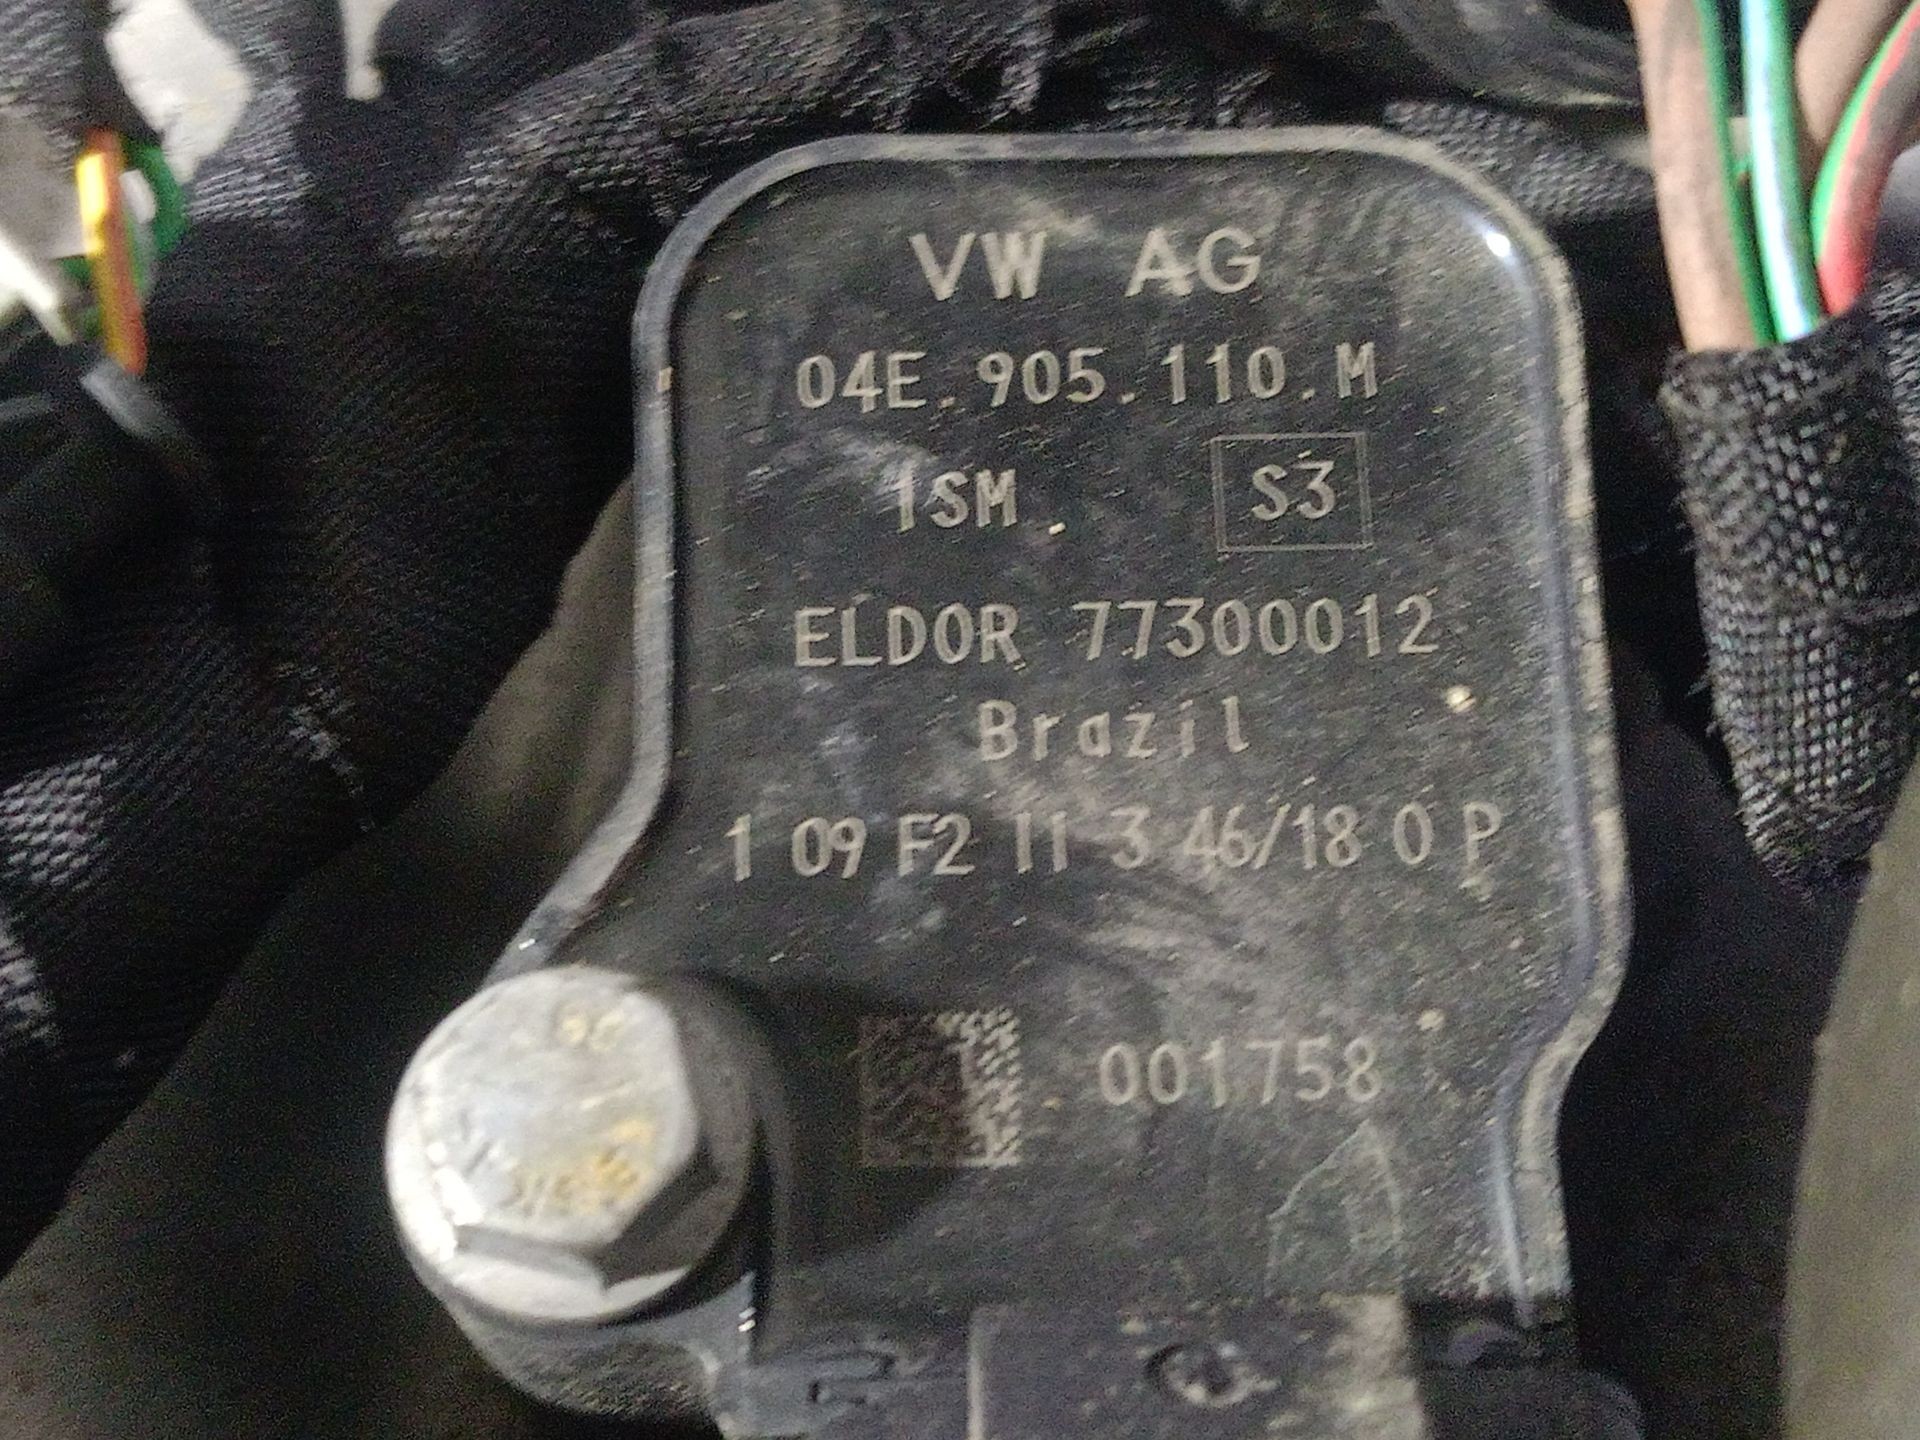 VW AG
04E.905.110.M
1SM. S3
ELDOR 77300012
Brazil
1 09 F2 11 3 46/18 0 P
001758